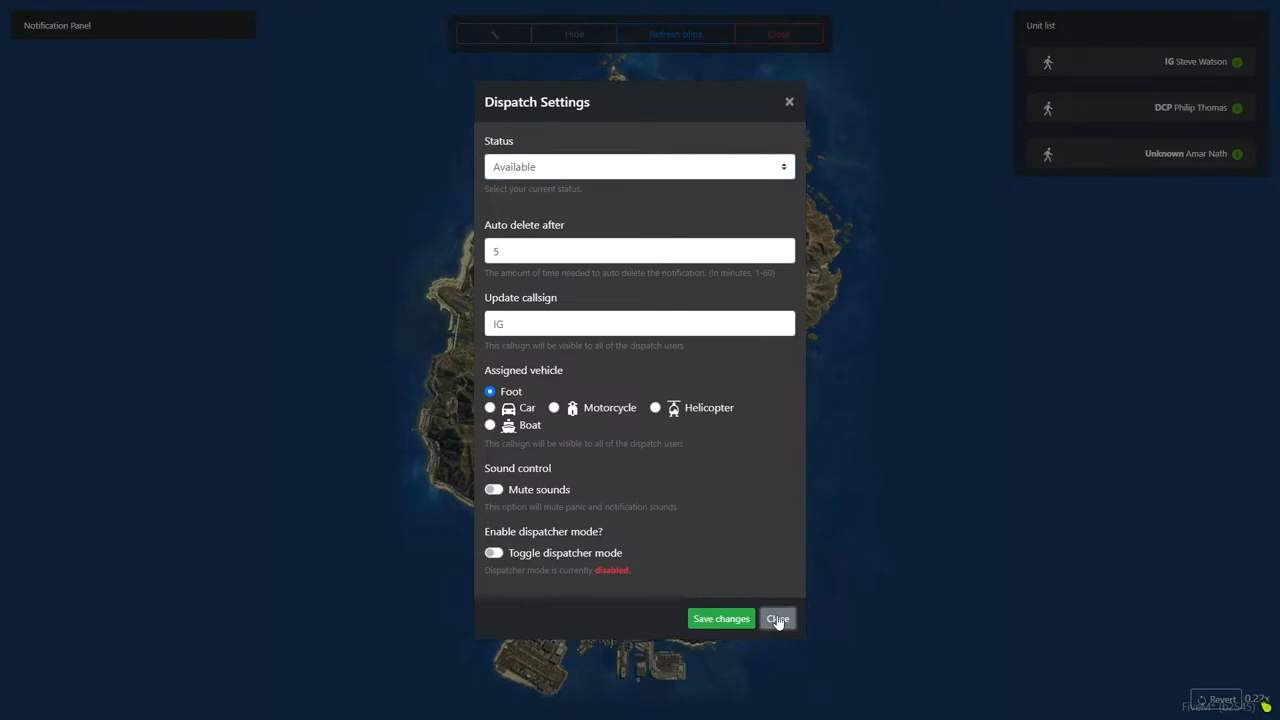 Notification Panel
Hide
Refresh blips
Close
Unit list
IG Steve Watson
DCP Philip Thomas
Unknown Amar Nath
Dispatch Settings
×
Status
Available
Select your current status.
Auto delete after
5
The amount of time needed to auto delete the notification. (In minutes, 1-60)
Update callsign
IG
This callsign will be visible to all of the dispatch users
Assigned vehicle
Foot
Car Motorcycle Helicopter
Boat
This callsign will be visible to all of the dispatch users
Sound control
Mute sounds
This option will mute panic and notification sounds
Enable dispatcher mode?
Toggle dispatcher mode
Dispatcher mode is currently disabled.
Save changes
Close
Revert 0.22x
FiveM* (b2545)